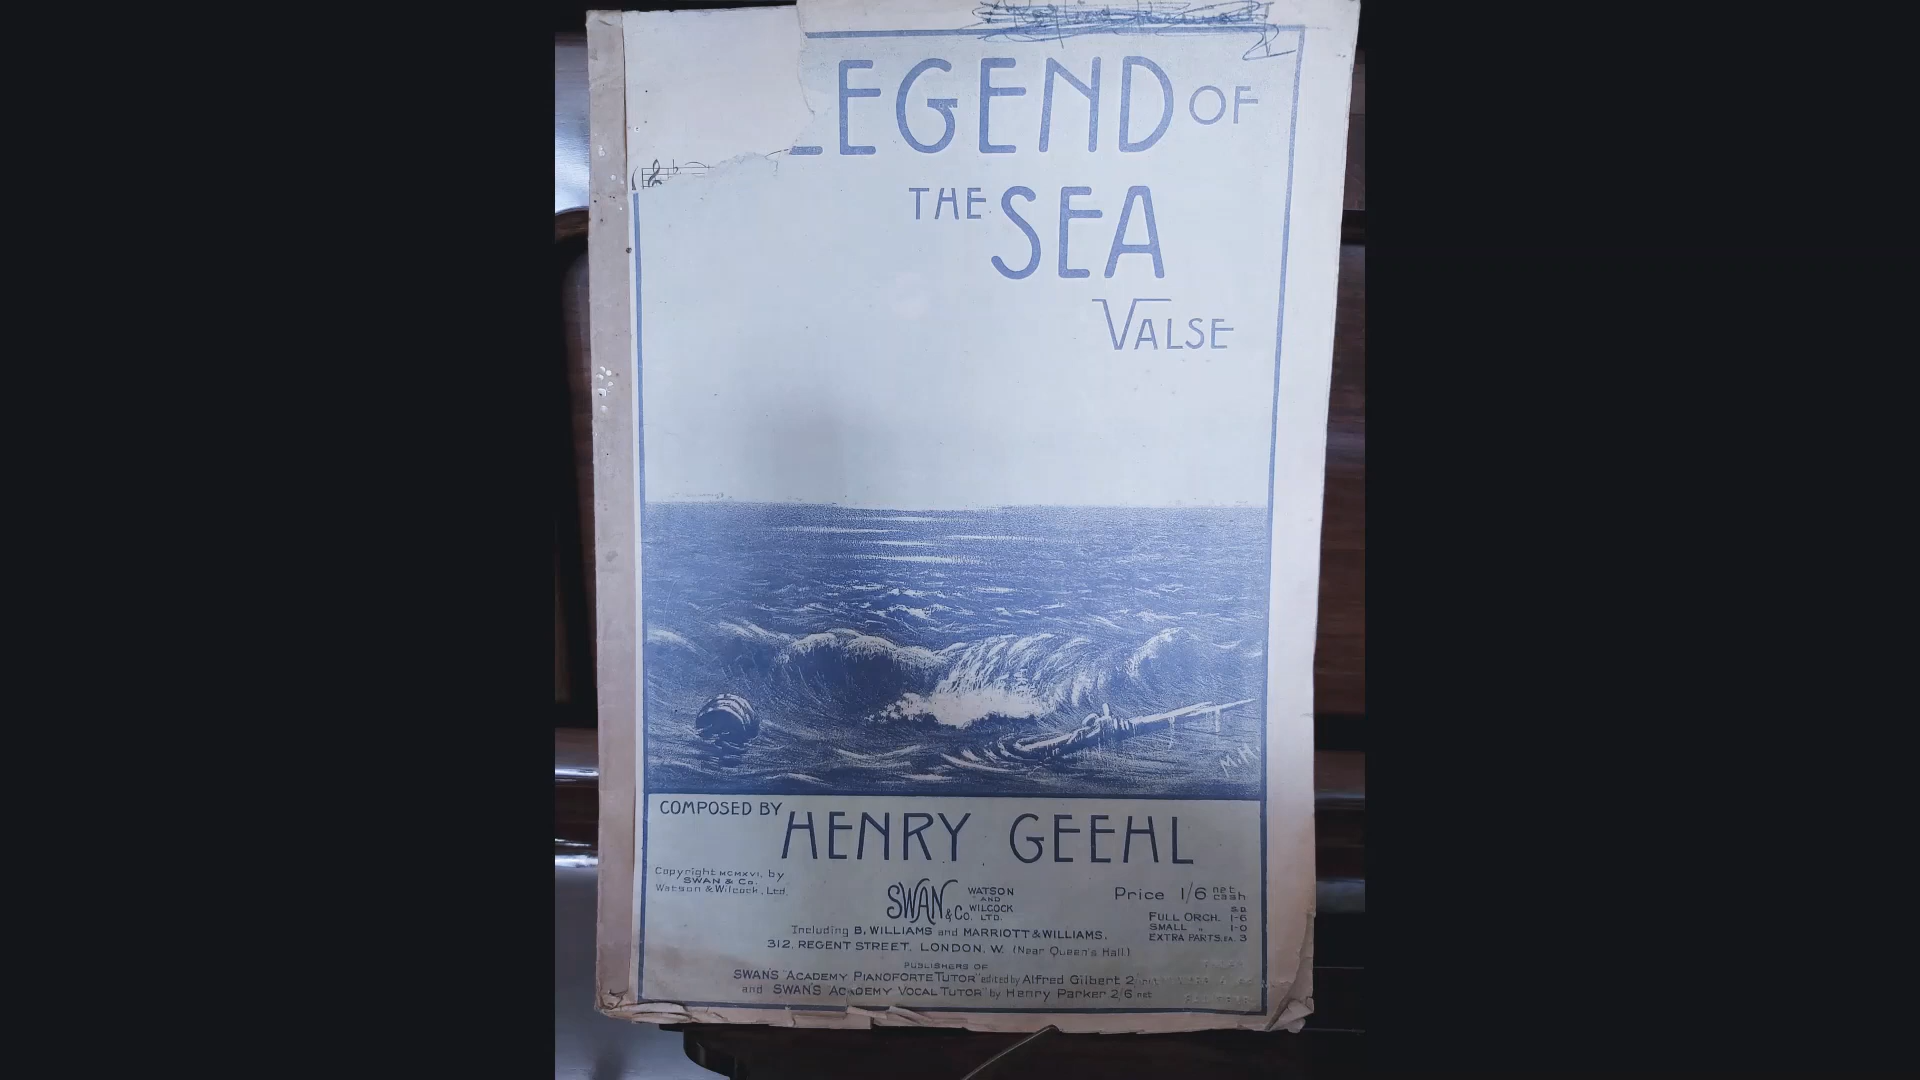 LEGEND OF
THE SEA
VALSE
M.H.
COMPOSED BY
HENRY GEEHL
Copyright MCMXVI, by
SWAN & Co.
Watson & Wilcock, Ltd.
SWAN & Co. WATSON AND WILCOCK LTD.
Price 1/6 net cash
S.D.
FULL ORCH. 1-6
SMALL " 1-0
EXTRA PARTS. EA. 3
Including B. WILLIAMS and MARRIOTT & WILLIAMS.
312, REGENT STREET, LONDON, W. (Near Queen's Hall)
PUBLISHERS OF
SWAN'S "ACADEMY PIANOFORTE TUTOR" edited by Alfred Gilbert 2
and SWAN'S "ACADEMY VOCAL TUTOR" by Henry Parker 2/6 net